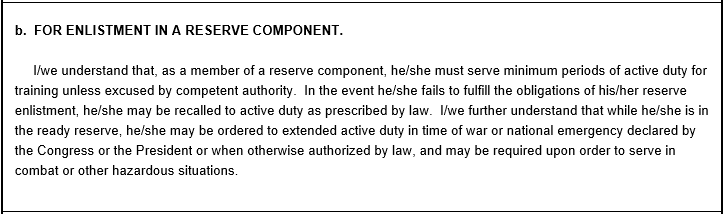 b. FOR ENLISTMENT IN A RESERVE COMPONENT.
I/we understand that, as a member of a reserve component, he/she must serve minimum periods of active duty for
training unless excused by competent authority. In the event he/she fails to fulfill the obligations of his/her reserve
enlistment, he/she may be recalled to active duty as prescribed by law. I/we further understand that while he/she is in
the ready reserve, he/she may be ordered to extended active duty in time of war or national emergency declared by
the Congress or the President or when otherwise authorized by law, and may be required upon order to serve in
combat or other hazardous situations.